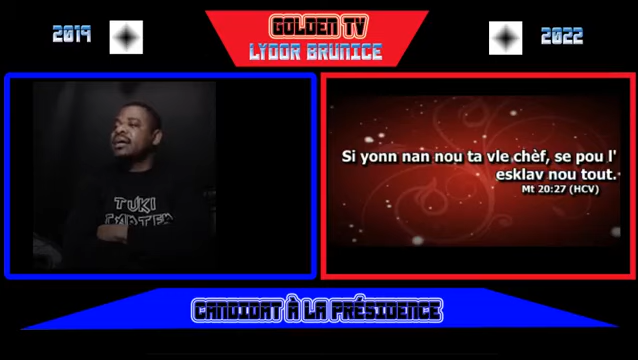 2019
GOLDEN TV
LYDOR BRUNICE
2022
TUKI
Si yonn nan nou ta vle chèf, se pou l'
esklav nou tout.
Mt 20:27 (HCV)
CANDIDAT À LA PRÉSIDENCE